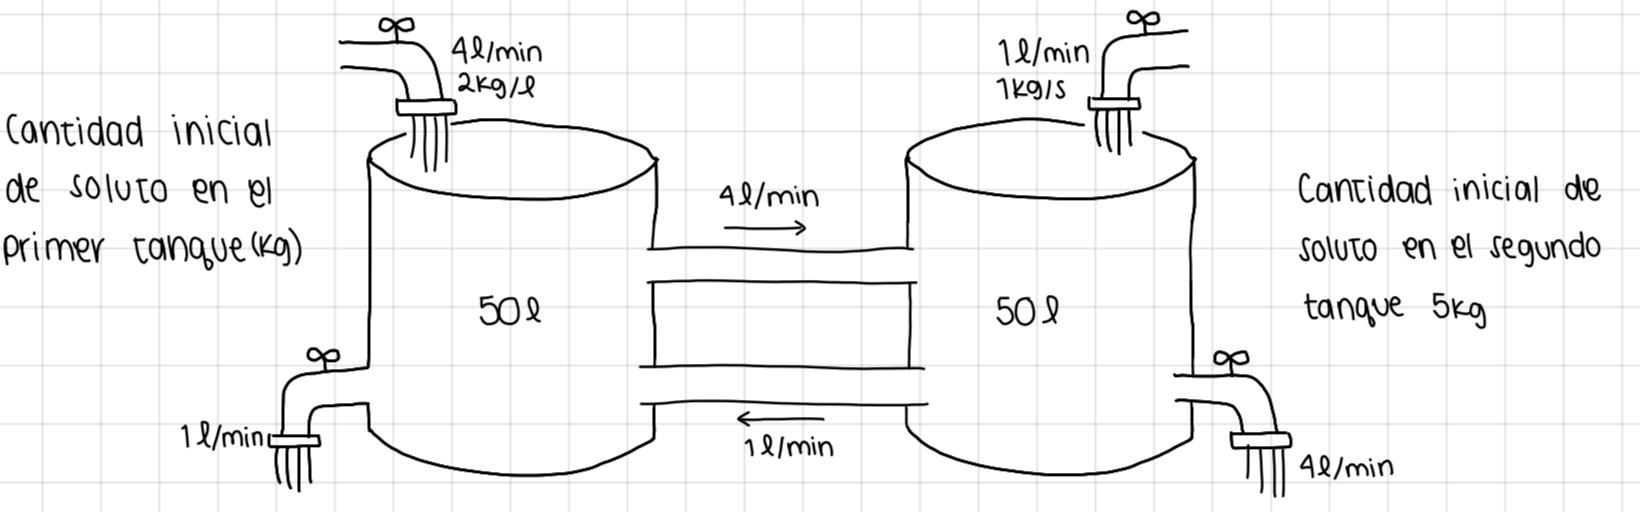 4l/min
2kg/l
1l/min
1kg/s
Cantidad inicial
de soluto en el
primer tanque(kg)
4l/min
50l
50l
1l/min
1l/min
Cantidad inicial de
soluto en el segundo
tanque 5kg
4l/min